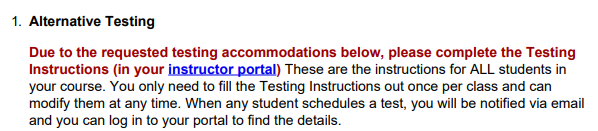 1. Alternative Testing
Due to the requested testing accommodations below, please complete the Testing
Instructions (in your instructor portal) These are the instructions for ALL students in
your course. You only need to fill the Testing Instructions out once per class and can
modify them at any time. When any student schedules a test, you will be notified via email
and you can log in to your portal to find the details.